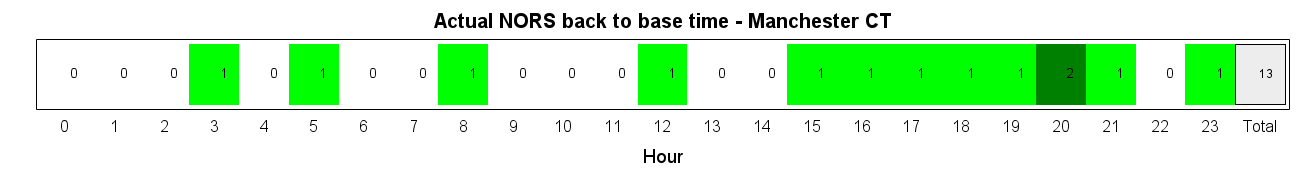 Actual NORS back to base time - Manchester CT
0 0 0 1 0 1 0 0 1 0 0 0 1 0 0 1 1 1 1 1 2 1 0 1 13
0 1 2 3 4 5 6 7 8 9 10 11 12 13 14 15 16 17 18 19 20 21 22 23 Total
Hour